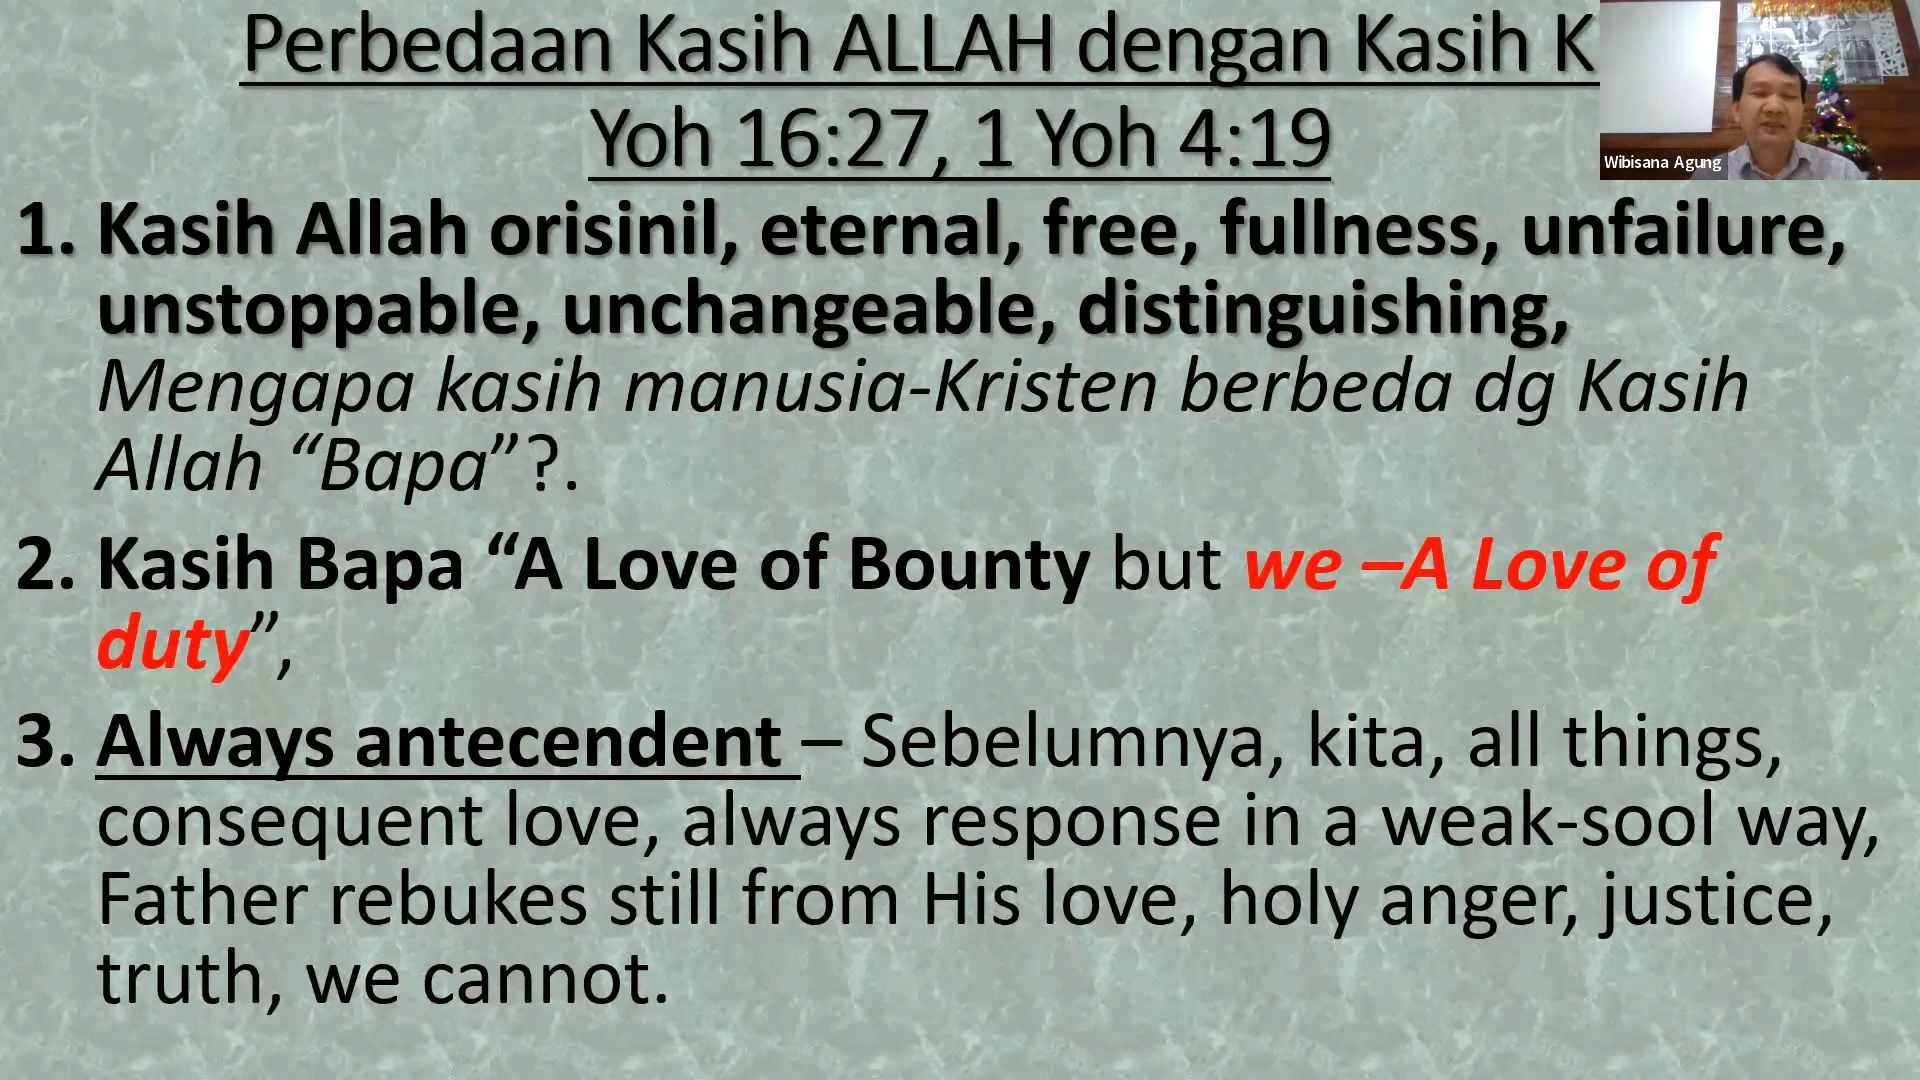 Perbedaan Kasih ALLAH dengan Kasih K
Yoh 16:27, 1 Yoh 4:19
Wibisana Agung
1. Kasih Allah orisinil, eternal, free, fullness, unfailure,
unstoppable, unchangeable, distinguishing,
Mengapa kasih manusia-Kristen berbeda dg Kasih
Allah “Bapa”?.
2. Kasih Bapa “A Love of Bounty but we –A Love of
duty”,
3. Always antecendent – Sebelumnya, kita, all things,
consequent love, always response in a weak-sool way,
Father rebukes still from His love, holy anger, justice,
truth, we cannot.